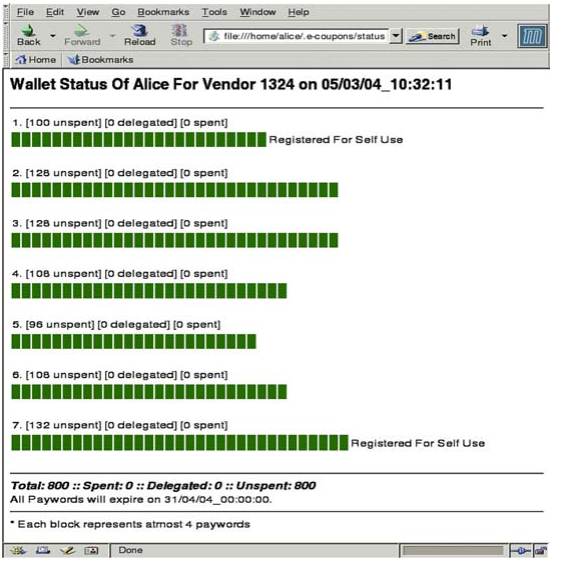 File Edit View Go Bookmarks Tools Window Help
Back Forward Reload Stop file:///home/alice/.e-coupons/status Search Print
Home Bookmarks
Wallet Status Of Alice For Vendor 1324 on 05/03/04_10:32:11
1. [100 unspent] [0 delegated] [0 spent]
Registered For Self Use
2. [128 unspent] [0 delegated] [0 spent]
3. [128 unspent] [0 delegated] [0 spent]
4. [108 unspent] [0 delegated] [0 spent]
5. [96 unspent] [0 delegated] [0 spent]
6. [108 unspent] [0 delegated] [0 spent]
7. [132 unspent] [0 delegated] [0 spent]
Registered For Self Use
Total: 800 :: Spent: 0 :: Delegated: 0 :: Unspent: 800
All Paywords will expire on 31/04/04_00:00:00.
* Each block represents atmost 4 paywords
Done